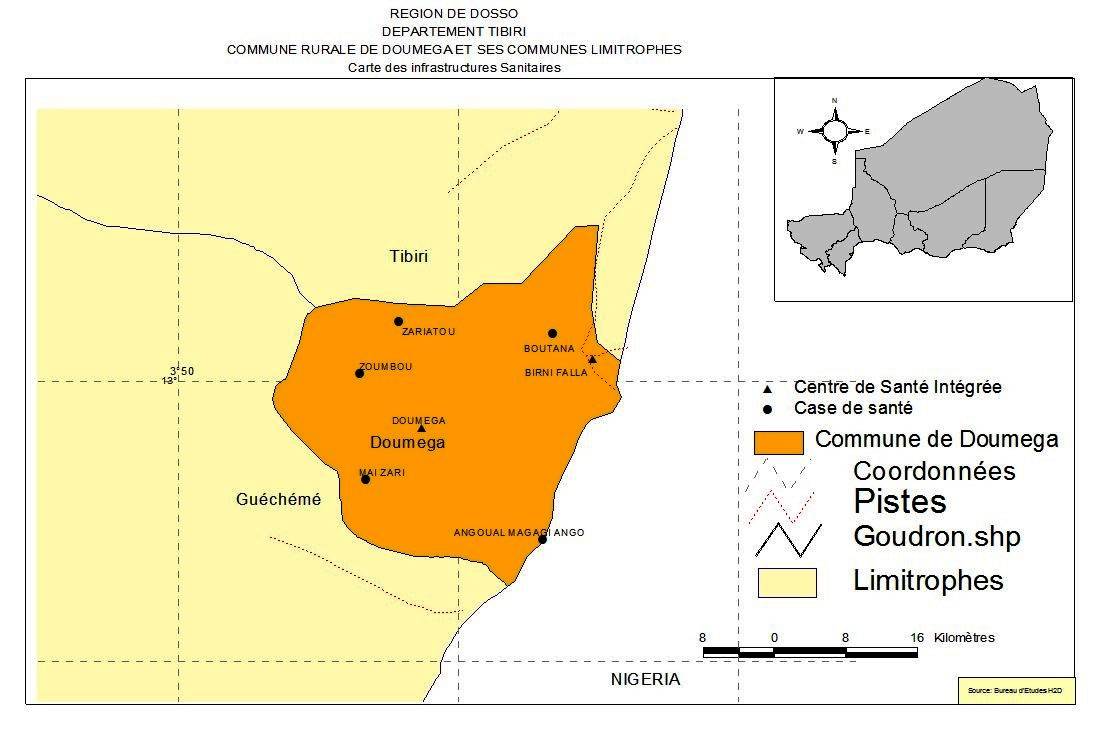 REGION DE DOSSO
DEPARTEMENT TIBIRI
COMMUNE RURALE DE DOUMEGA ET SES COMMUNES LIMITROPHES
Carte des infrastructures Sanitaires
N
W E
S
Tibiri
ZARIATOU
BOUTANA
ZOUMBOU
BIRNI FALLA
3°50
13°
DOUMEGA
Doumega
MAI ZARI
Guéchémé
ANGOUAL MAGAGI ANGO
Centre de Santé Intégrée
Case de santé
Commune de Doumega
Coordonnées
Pistes
Goudron.shp
Limitrophes
8 0 8 16 Kilomètres
NIGERIA
Source: Bureau d'Etudes H2D